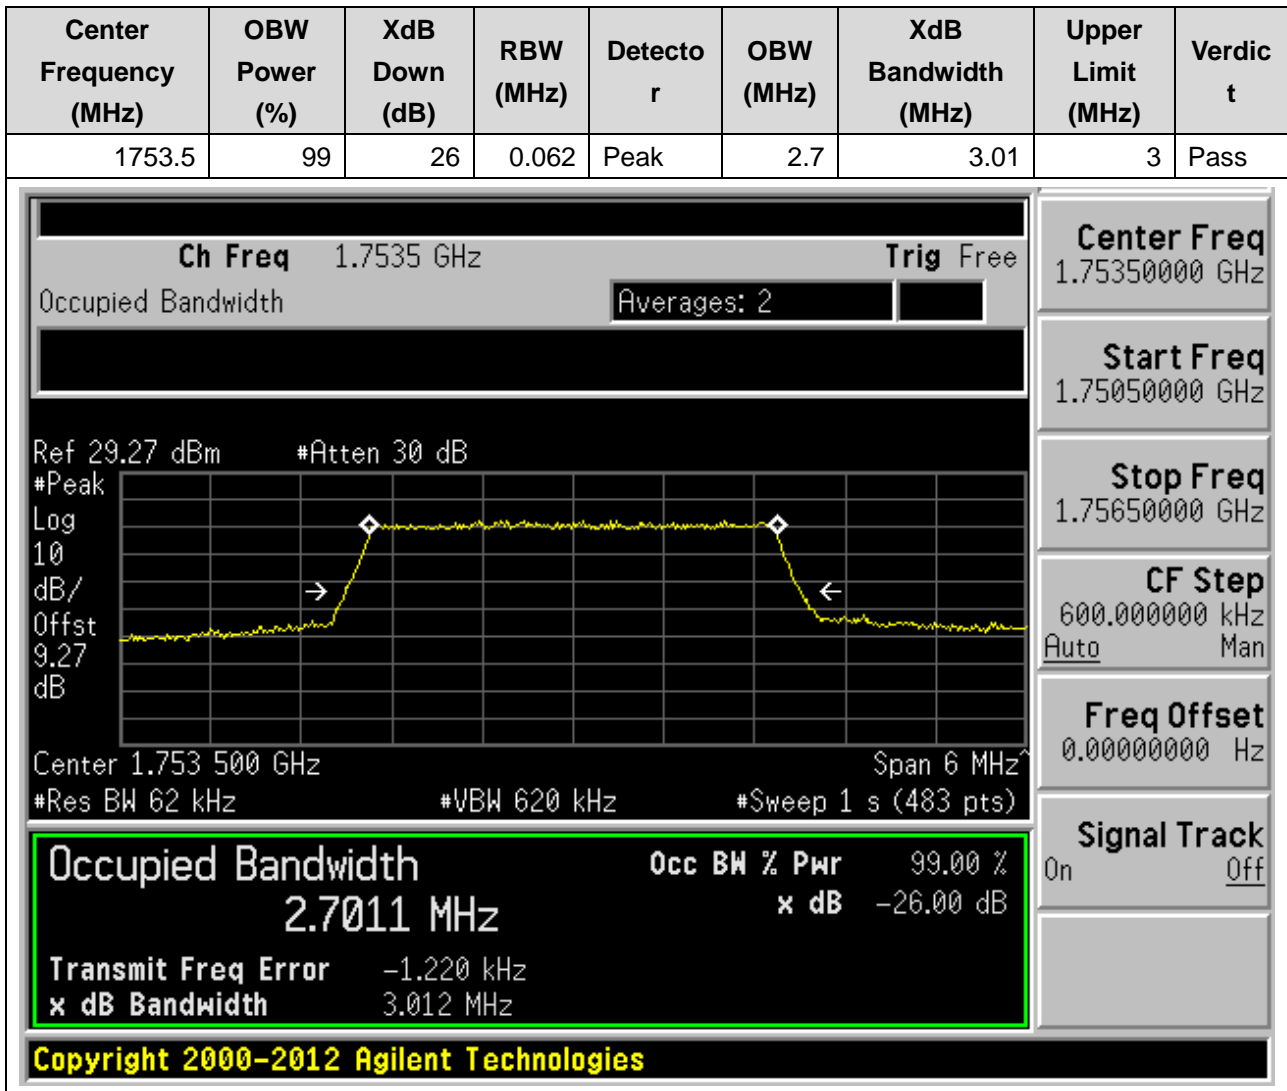 Center Frequency (MHz) OBW Power (%) XdB Down (dB) RBW (MHz) Detecto r OBW (MHz) XdB Bandwidth (MHz) Upper Limit (MHz) Verdic t
1753.5 99 26 0.062 Peak 2.7 3.01 3 Pass
Ch Freq 1.7535 GHz Trig Free
Occupied Bandwidth Averages: 2
Ref 29.27 dBm #Atten 30 dB
#Peak
Log
10
dB/
Offst
9.27
dB
Center 1.753 500 GHz Span 6 MHz^
#Res BW 62 kHz #VBW 620 kHz #Sweep 1 s (483 pts)
Occupied Bandwidth Occ BW % Pwr 99.00 %
2.7011 MHz x dB -26.00 dB
Transmit Freq Error -1.220 kHz
x dB Bandwidth 3.012 MHz
Copyright 2000-2012 Agilent Technologies
Center Freq
1.75350000 GHz
Start Freq
1.75050000 GHz
Stop Freq
1.75650000 GHz
CF Step
600.000000 kHz
Auto Man
Freq Offset
0.00000000 Hz
Signal Track
On Off